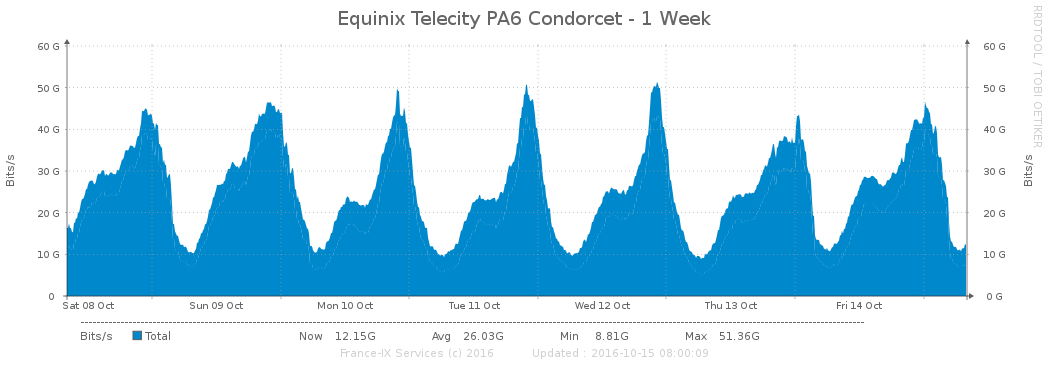 Equinix Telecity PA6 Condorcet - 1 Week
RRDTOOL / TOBI OETIKER
60 G 60 G
50 G 50 G
40 G 40 G
30 G 30 G
20 G 20 G
10 G 10 G
0 0 G
Bits/s
Bits/s
Sat 08 Oct Sun 09 Oct Mon 10 Oct Tue 11 Oct Wed 12 Oct Thu 13 Oct Fri 14 Oct
Bits/s Total Now 12.15G Avg 26.03G Min 8.81G Max 51.36G
France-IX Services (c) 2016 Updated : 2016-10-15 08:00:09